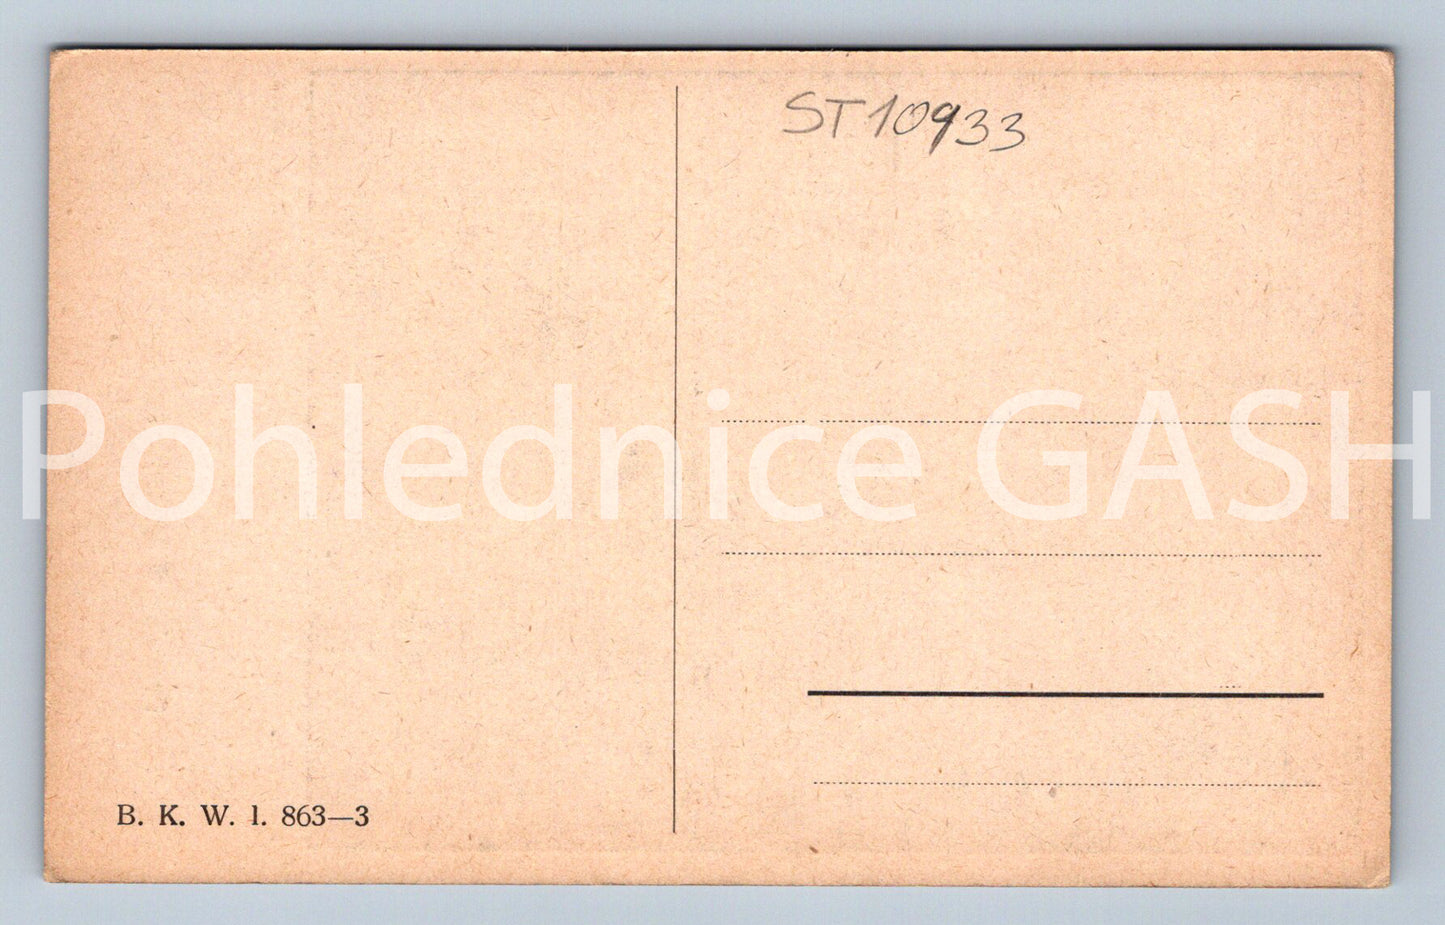 ST10933
Pohlednice GASH
B. K. W. I. 863—3